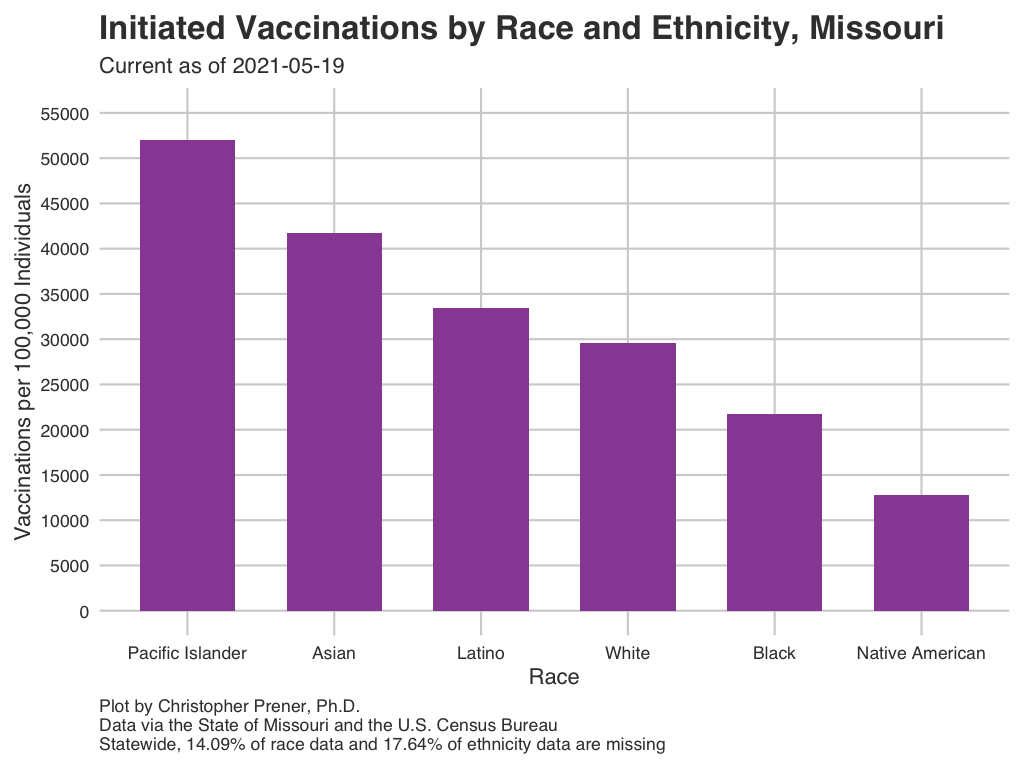 Initiated Vaccinations by Race and Ethnicity, Missouri
Current as of 2021-05-19
Vaccinations per 100,000 Individuals
55000
50000
45000
40000
35000
30000
25000
20000
15000
10000
5000
0
Pacific Islander Asian Latino White Black Native American
Race
Plot by Christopher Prener, Ph.D.
Data via the State of Missouri and the U.S. Census Bureau
Statewide, 14.09% of race data and 17.64% of ethnicity data are missing